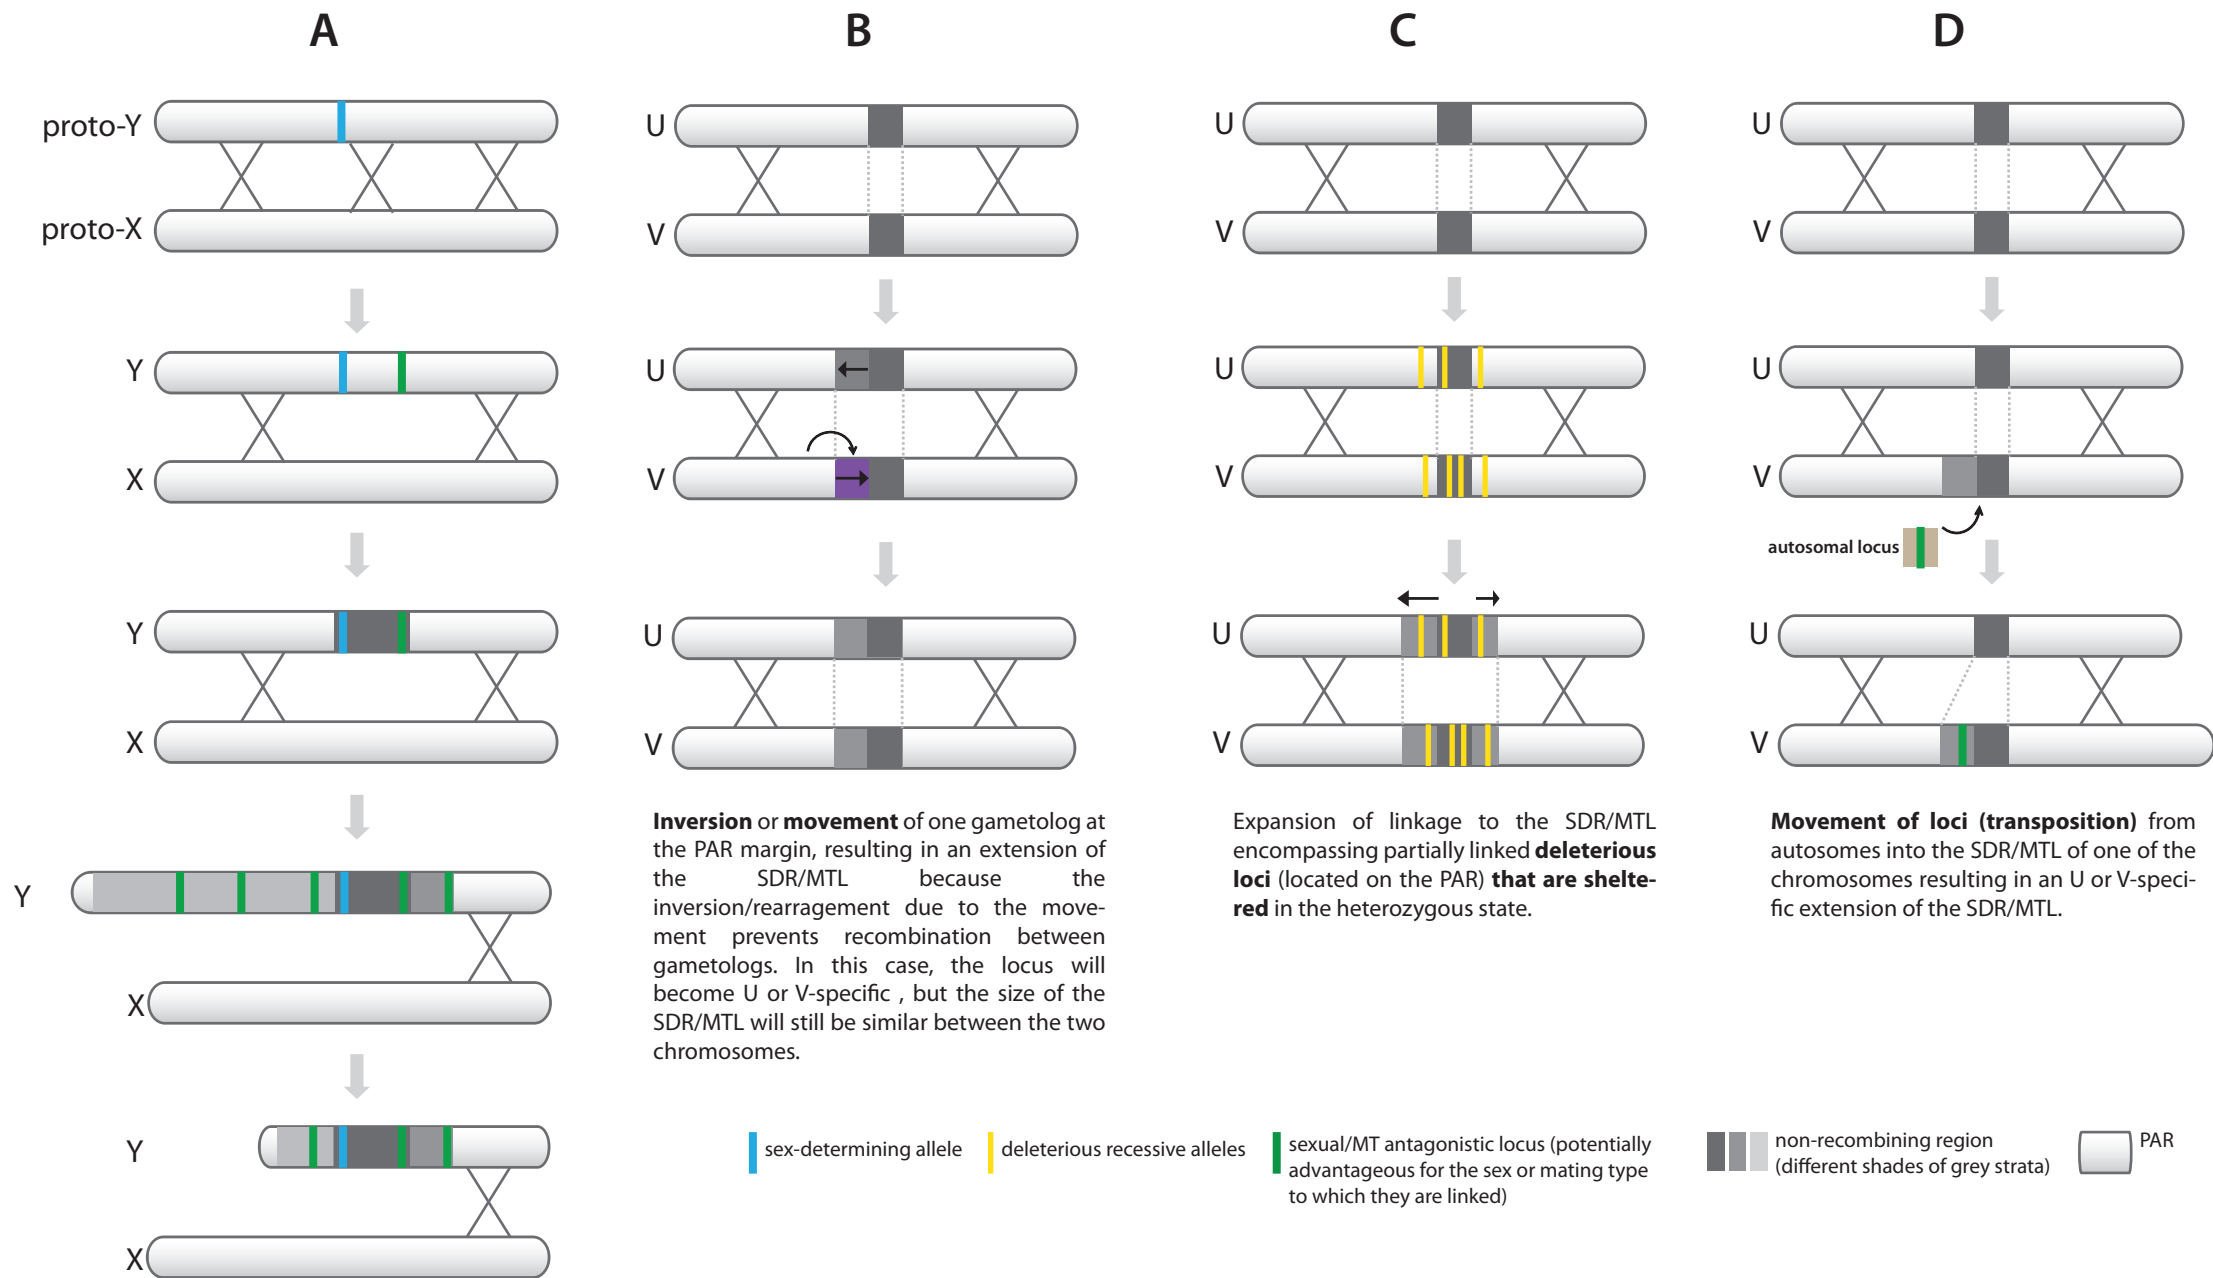 A
proto-Y
proto-X
Y
X
Y
X
Y
X
Y
X
B
U
V
U
V
U
V
Inversion or movement of one gametolog at
the PAR margin, resulting in an extension of
the SDR/MTL because the
inversion/rearragement due to the move-
ment prevents recombination between
gametologs. In this case, the locus will
become U or V-specific , but the size of the
SDR/MTL will still be similar between the two
chromosomes.
C
U
V
U
V
U
V
Expansion of linkage to the SDR/MTL
encompassing partially linked deleterious
loci (located on the PAR) that are shelte-
red in the heterozygous state.
D
U
V
U
V
autosomal locus
U
V
Movement of loci (transposition) from
autosomes into the SDR/MTL of one of the
chromosomes resulting in an U or V-speci-
fic extension of the SDR/MTL.
sex-determining allele
deleterious recessive alleles
sexual/MT antagonistic locus (potentially
advantageous for the sex or mating type
to which they are linked)
non-recombining region
(different shades of grey strata)
PAR